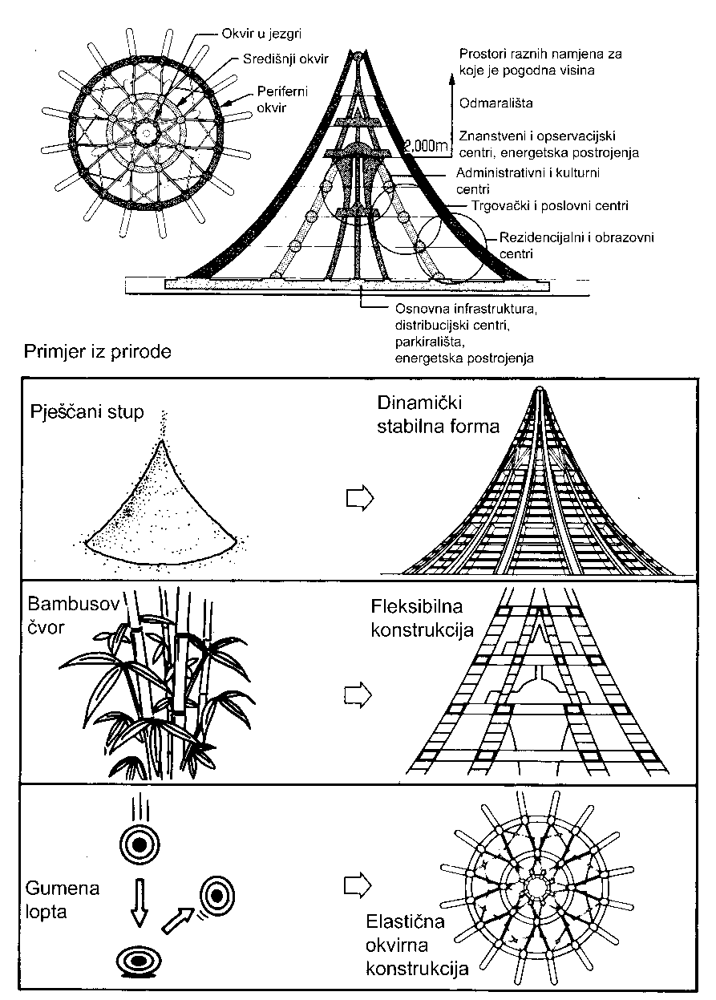 Okvir u jezgri
Središnji okvir
Periferni
okvir
Prostori raznih namjena za
koje je pogodna visina
Odmarališta
Znanstveni i opservacijski
centri, energetska postrojenja
2,000m
Administrativni i kulturni
centri
Trgovački i poslovni centri
Rezidencijalni i obrazovni
centri
Osnovna infrastruktura,
distribucijski centri,
parkirališta,
energetska postrojenja
Primjer iz prirode
Pješčani stup
Dinamički
stabilna forma
Bambusov
čvor
Fleksibilna
konstrukcija
Gumena
lopta
Elastična
okvirna
konstrukcija